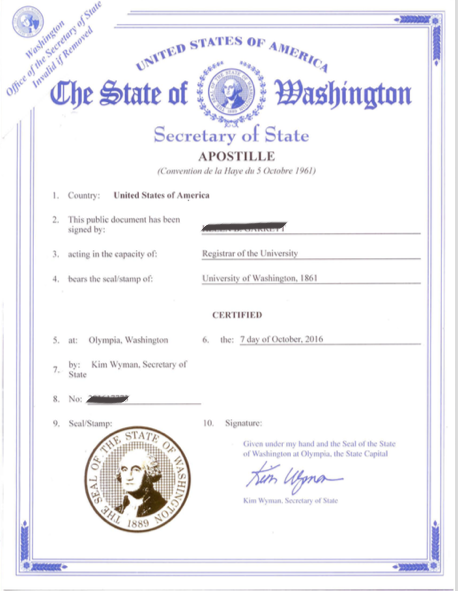 Washington
Office of the Secretary of State
Invalid if Removed
UNITED STATES OF AMERICA
The State of Washington
Secretary of State
APOSTILLE
(Convention de la Haye du 5 Octobre 1961)
1. Country: United States of America
2. This public document has been
signed by:
3. acting in the capacity of: Registrar of the University
4. bears the seal/stamp of: University of Washington, 1861
CERTIFIED
5. at: Olympia, Washington 6. the: 7 day of October, 2016
7. by: Kim Wyman, Secretary of
State
8. No:
9. Seal/Stamp: 10. Signature:
THE SEAL OF THE STATE OF WASHINGTON
1889
Given under my hand and the Seal of the State
of Washington at Olympia, the State Capital
Kim Wyman
Kim Wyman, Secretary of State